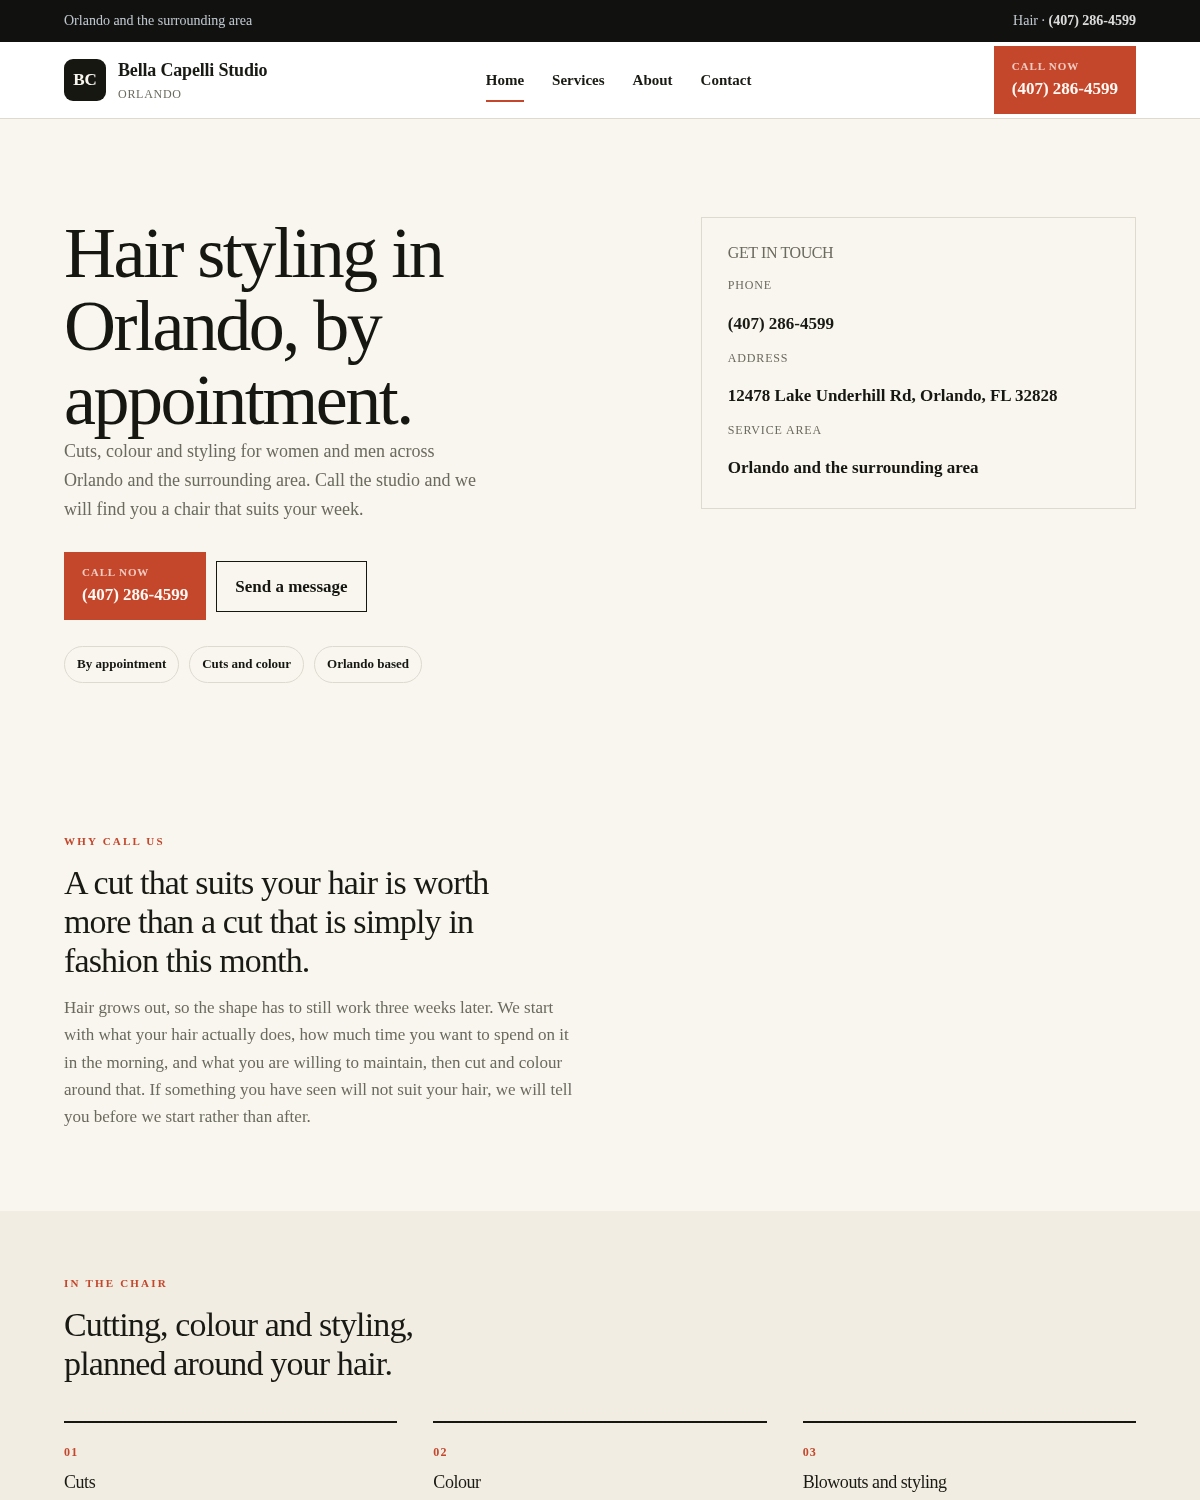 Orlando and the surrounding area
Hair · (407) 286-4599
BC
Bella Capelli Studio
ORLANDO
Home
Services
About
Contact
CALL NOW
(407) 286-4599
Hair styling in
Orlando, by
appointment.
Cuts, colour and styling for women and men across
Orlando and the surrounding area. Call the studio and we
will find you a chair that suits your week.
CALL NOW
(407) 286-4599
Send a message
By appointment
Cuts and colour
Orlando based
GET IN TOUCH
PHONE
(407) 286-4599
ADDRESS
12478 Lake Underhill Rd, Orlando, FL 32828
SERVICE AREA
Orlando and the surrounding area
WHY CALL US
A cut that suits your hair is worth
more than a cut that is simply in
fashion this month.
Hair grows out, so the shape has to still work three weeks later. We start
with what your hair actually does, how much time you want to spend on it
in the morning, and what you are willing to maintain, then cut and colour
around that. If something you have seen will not suit your hair, we will tell
you before we start rather than after.
IN THE CHAIR
Cutting, colour and styling,
planned around your hair.
01
Cuts
02
Colour
03
Blowouts and styling